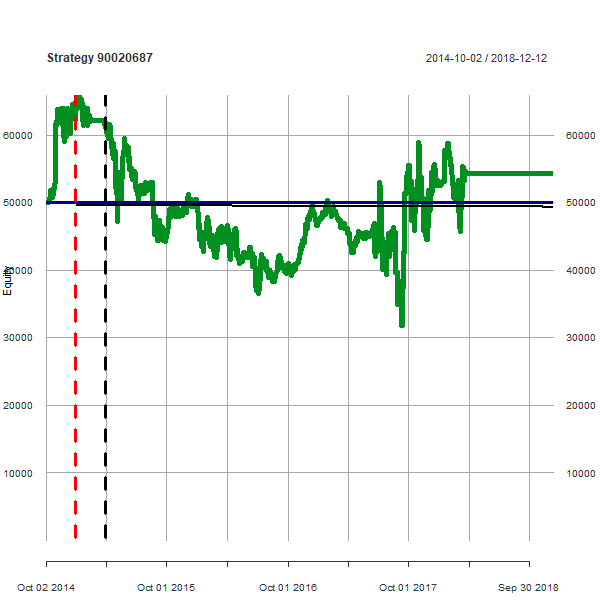 Strategy 90020687
2014-10-02 / 2018-12-12
60000
60000
50000
50000
Equity
40000
40000
30000
30000
20000
20000
10000
10000
Oct 02 2014
Oct 01 2015
Oct 01 2016
Oct 01 2017
Sep 30 2018